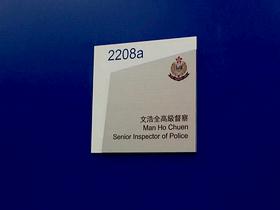 2208a
文浩全高級督察
Man Ho Chuen
Senior Inspector of Police